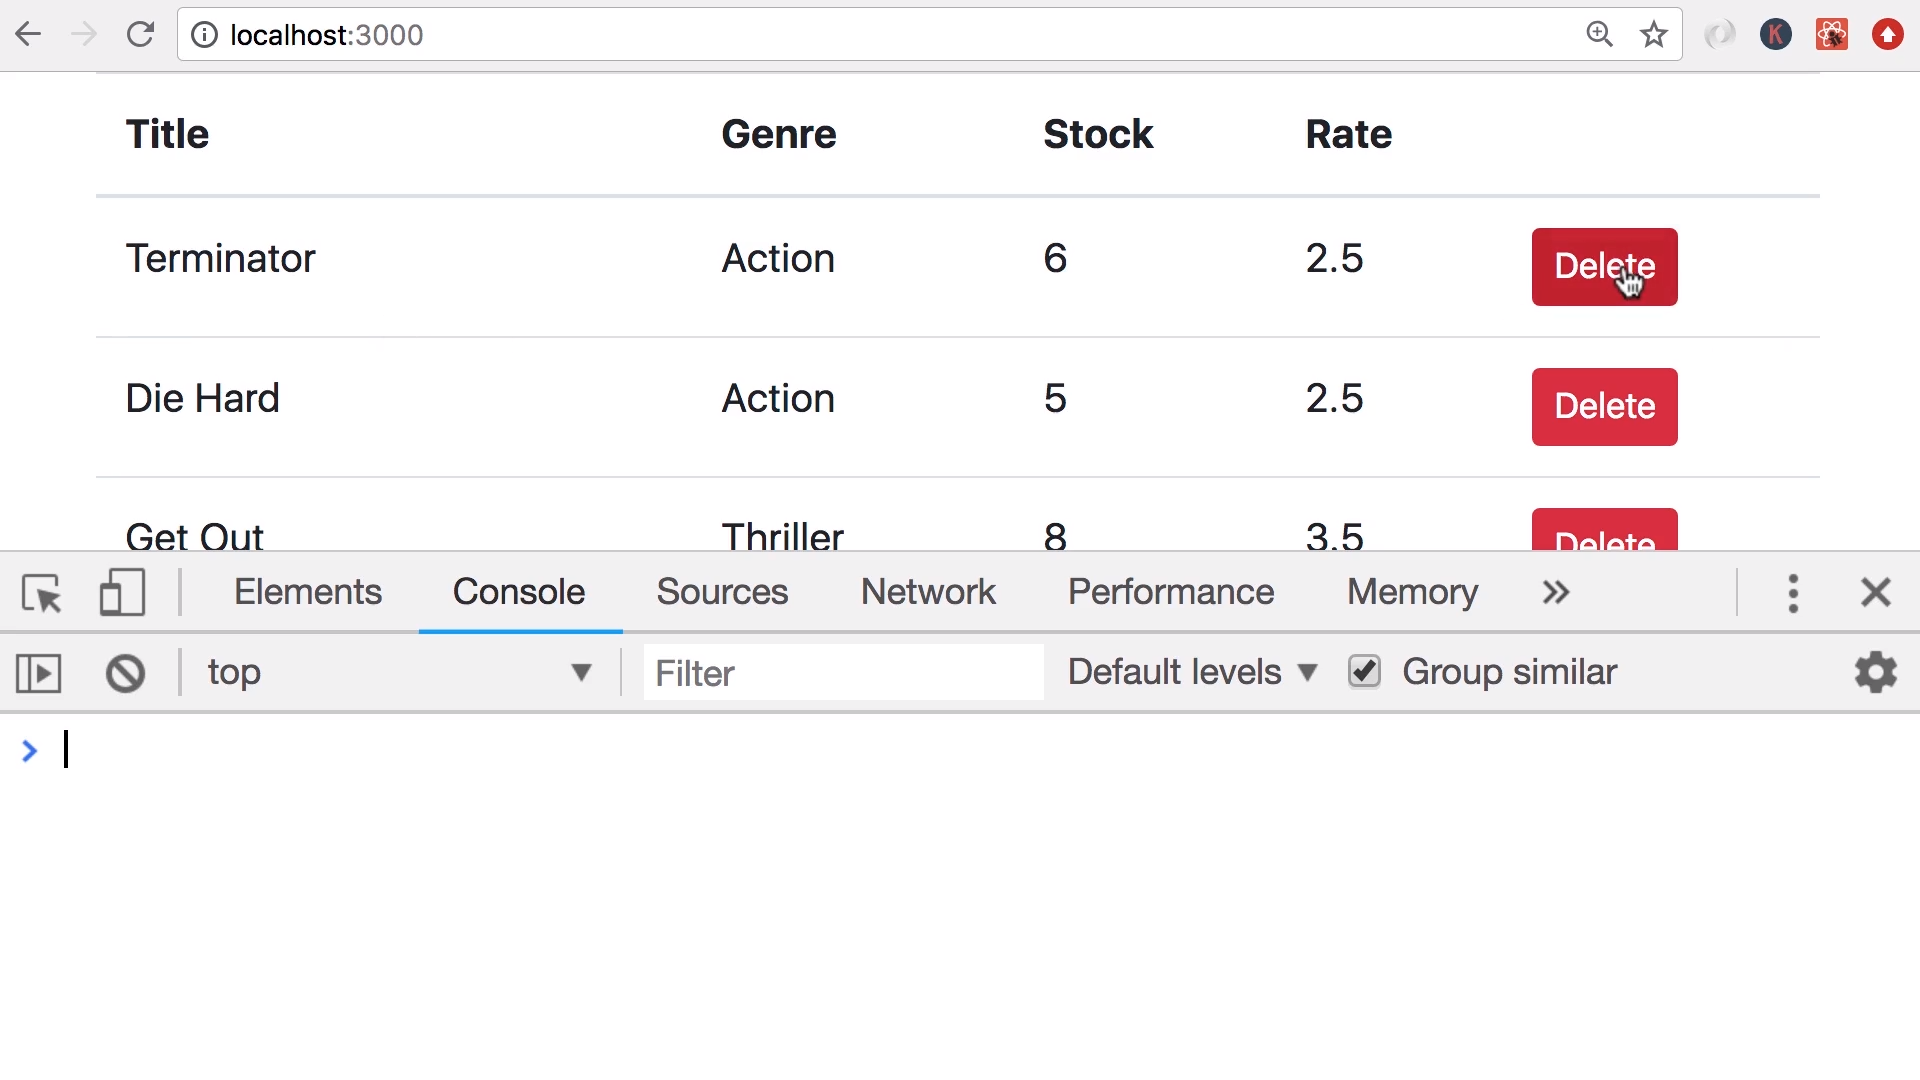 localhost:3000
K
Title Genre Stock Rate
Terminator Action 6 2.5 Delete
Die Hard Action 5 2.5 Delete
Get Out Thriller 8 3.5 Delete
Elements Console Sources Network Performance Memory
top Filter Default levels Group similar